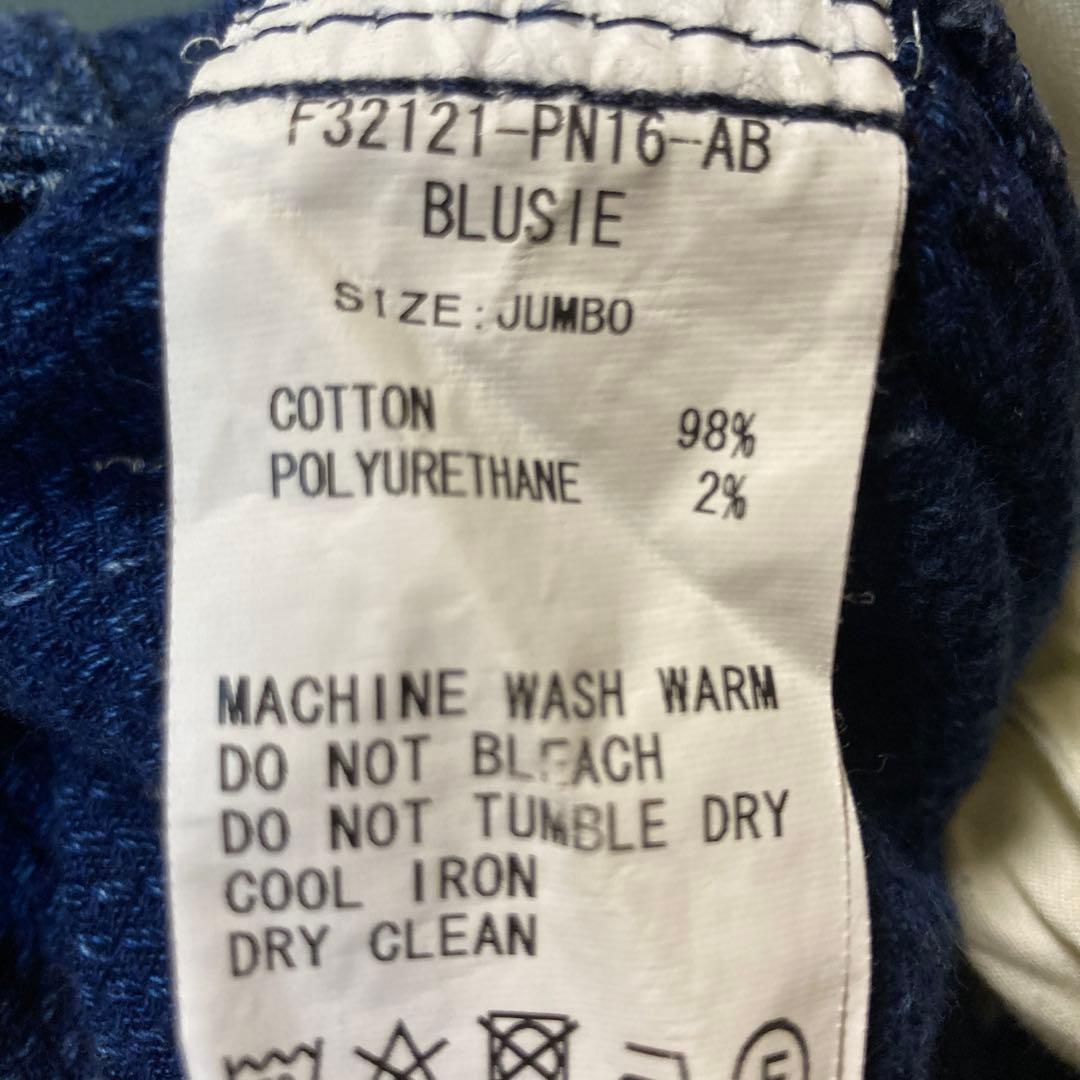 F32121-PN16-AB
BLUSIE
SIZE:JUMBO
COTTON 98%
POLYURETHANE 2%
MACHINE WASH WARM
DO NOT BLEACH
DO NOT TUMBLE DRY
COOL IRON
DRY CLEAN
F